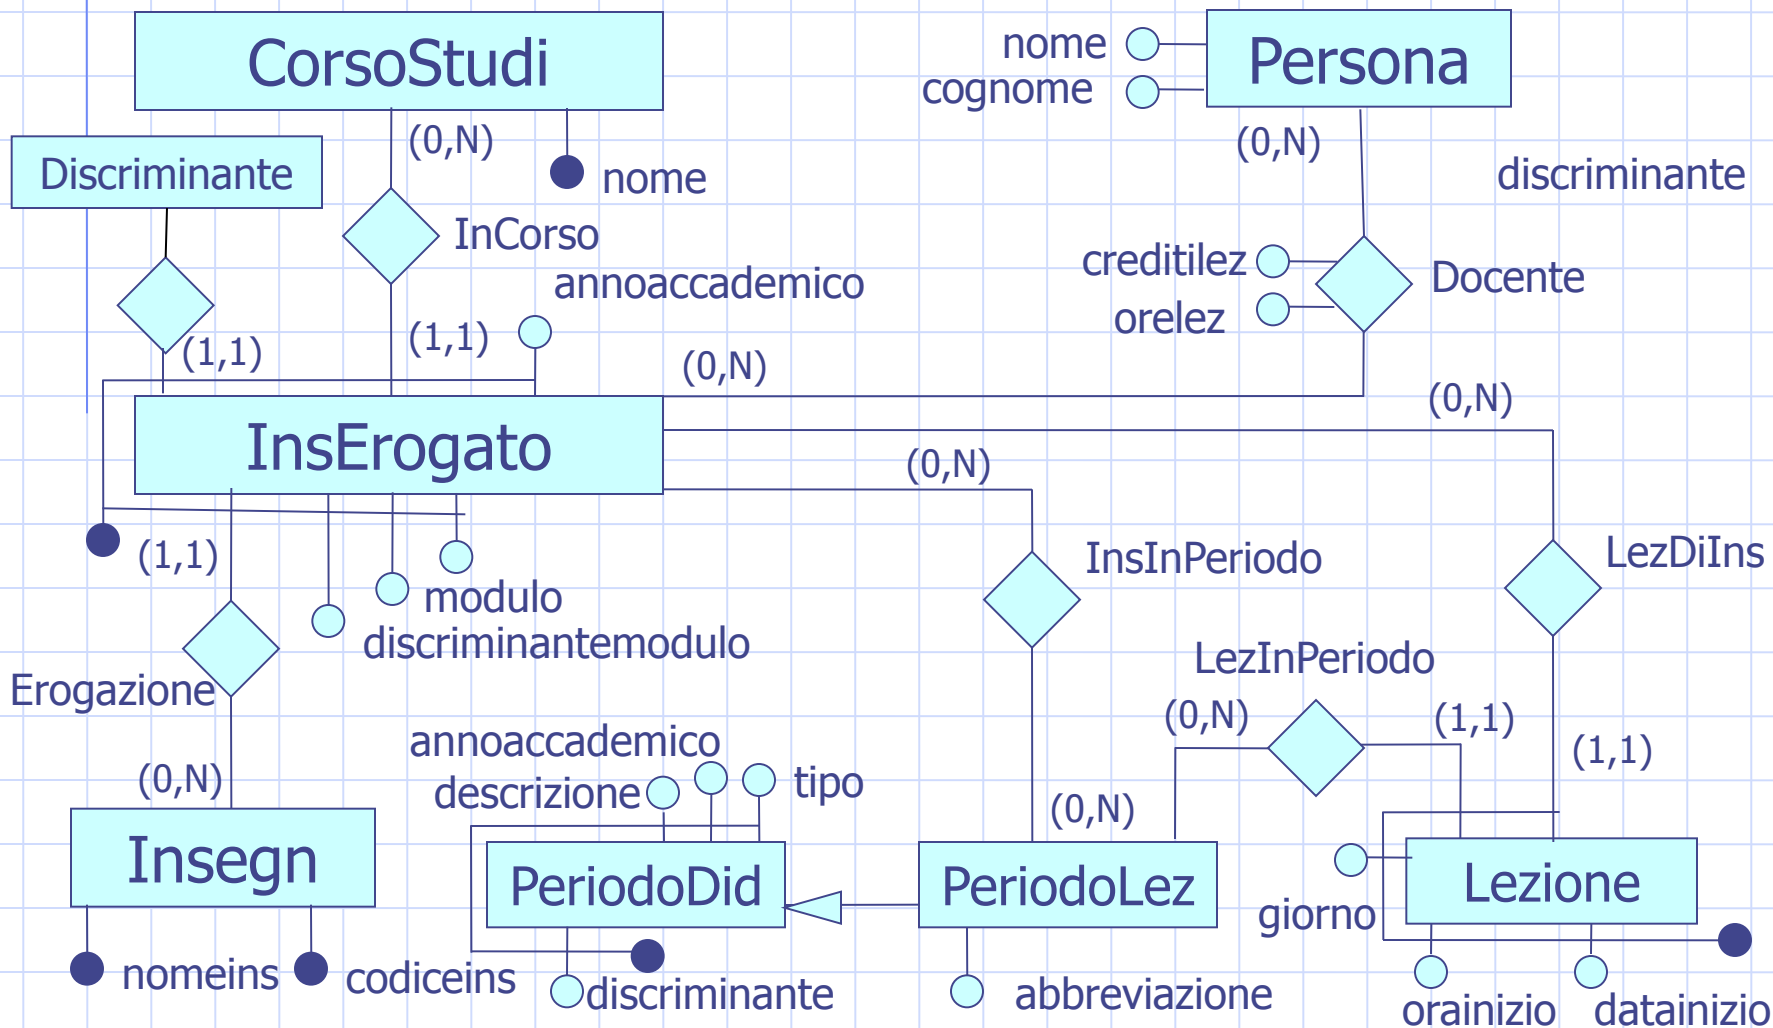 CorsoStudi
Persona
nome
cognome
(0,N)
(0,N)
Discriminante
nome
discriminante
InCorso
annoaccademico
creditilez
Docente
orelez
(1,1)
(1,1)
(0,N)
(0,N)
InsErogato
(0,N)
(1,1)
InsInPeriodo
LezDiIns
modulo
discriminantemodulo
LezInPeriodo
Erogazione
(0,N)
(1,1)
annoaccademico
(1,1)
(0,N)
descrizione
tipo
(0,N)
Insegn
PeriodoDid
PeriodoLez
Lezione
giorno
nomeins
codiceins
discriminante
abbreviazione
orainizio
datainizio